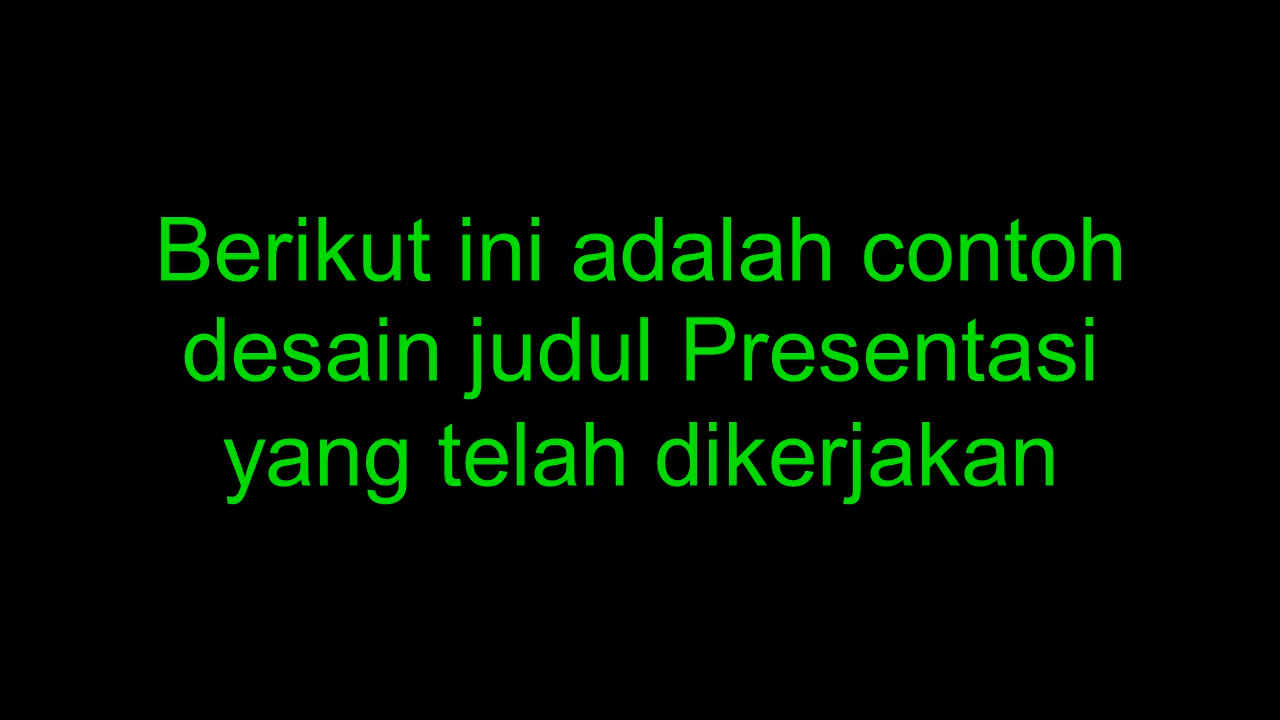 Berikut ini adalah contoh
desain judul Presentasi
yang telah dikerjakan